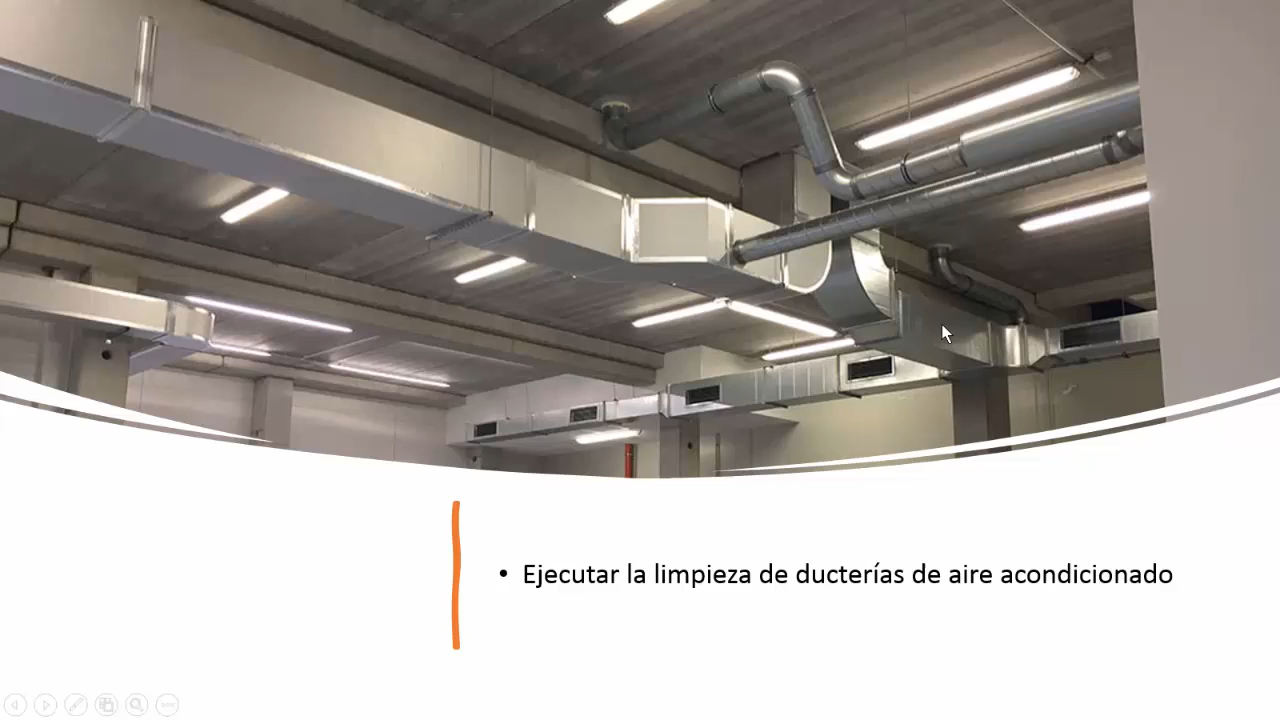 • Ejecutar la limpieza de ducterías de aire acondicionado